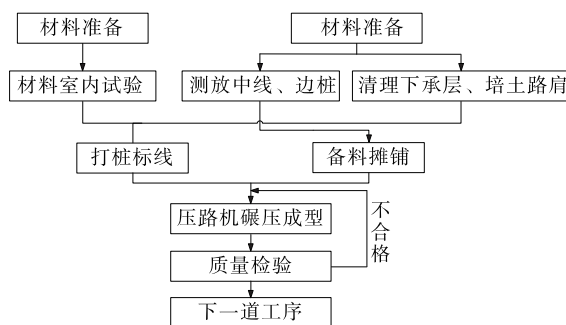 材料准备
材料准备
材料室内试验
测放中线、边桩
清理下承层、培土路肩
打桩标线
备料摊铺
压路机碾压成型
不合格
质量检验
下一道工序